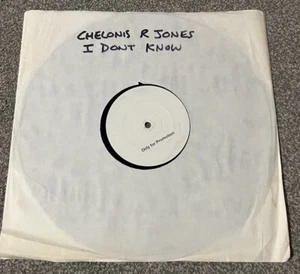 CHELONIS R JONES
I DONT KNOW
Only for Promotion